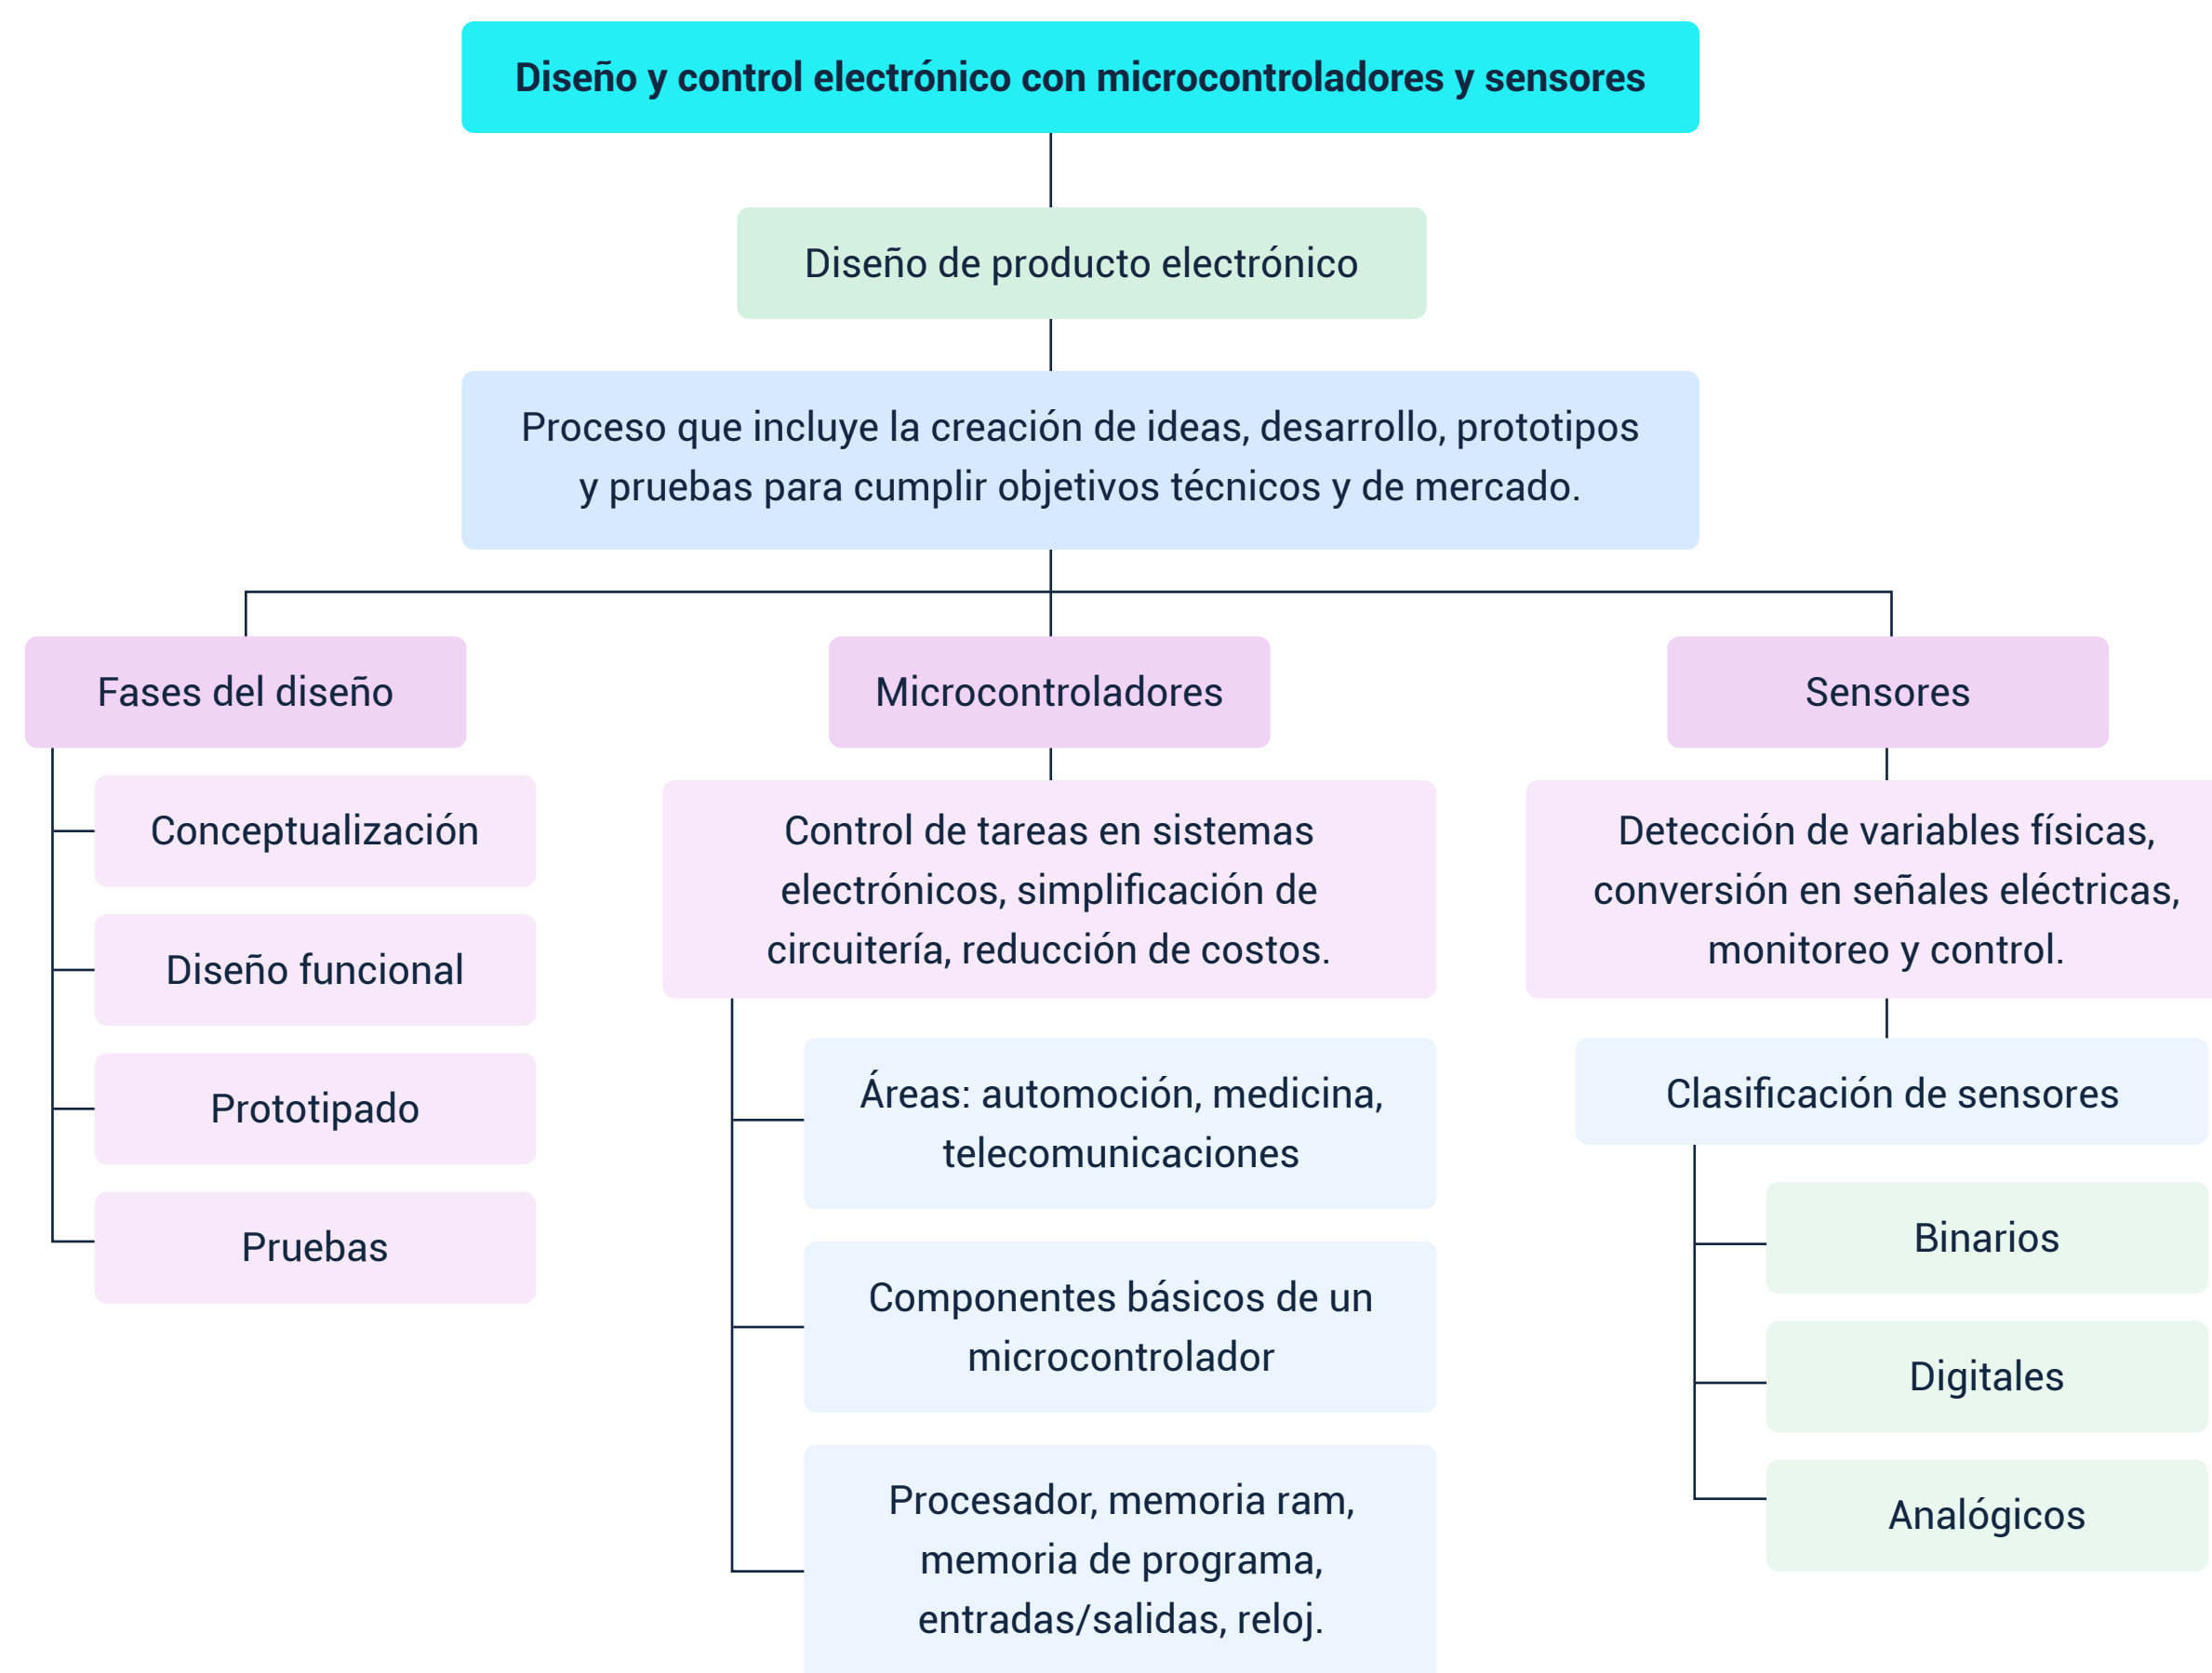 Diseño y control electrónico con microcontroladores y sensores
Diseño de producto electrónico
Proceso que incluye la creación de ideas, desarrollo, prototipos
y pruebas para cumplir objetivos técnicos y de mercado.
Fases del diseño
Conceptualización
Diseño funcional
Prototipado
Pruebas
Microcontroladores
Control de tareas en sistemas
electrónicos, simplificación de
circuitería, reducción de costos.
Áreas: automoción, medicina,
telecomunicaciones
Componentes básicos de un
microcontrolador
Procesador, memoria ram,
memoria de programa,
entradas/salidas, reloj.
Sensores
Detección de variables físicas,
conversión en señales eléctricas,
monitoreo y control.
Clasificación de sensores
Binarios
Digitales
Analógicos